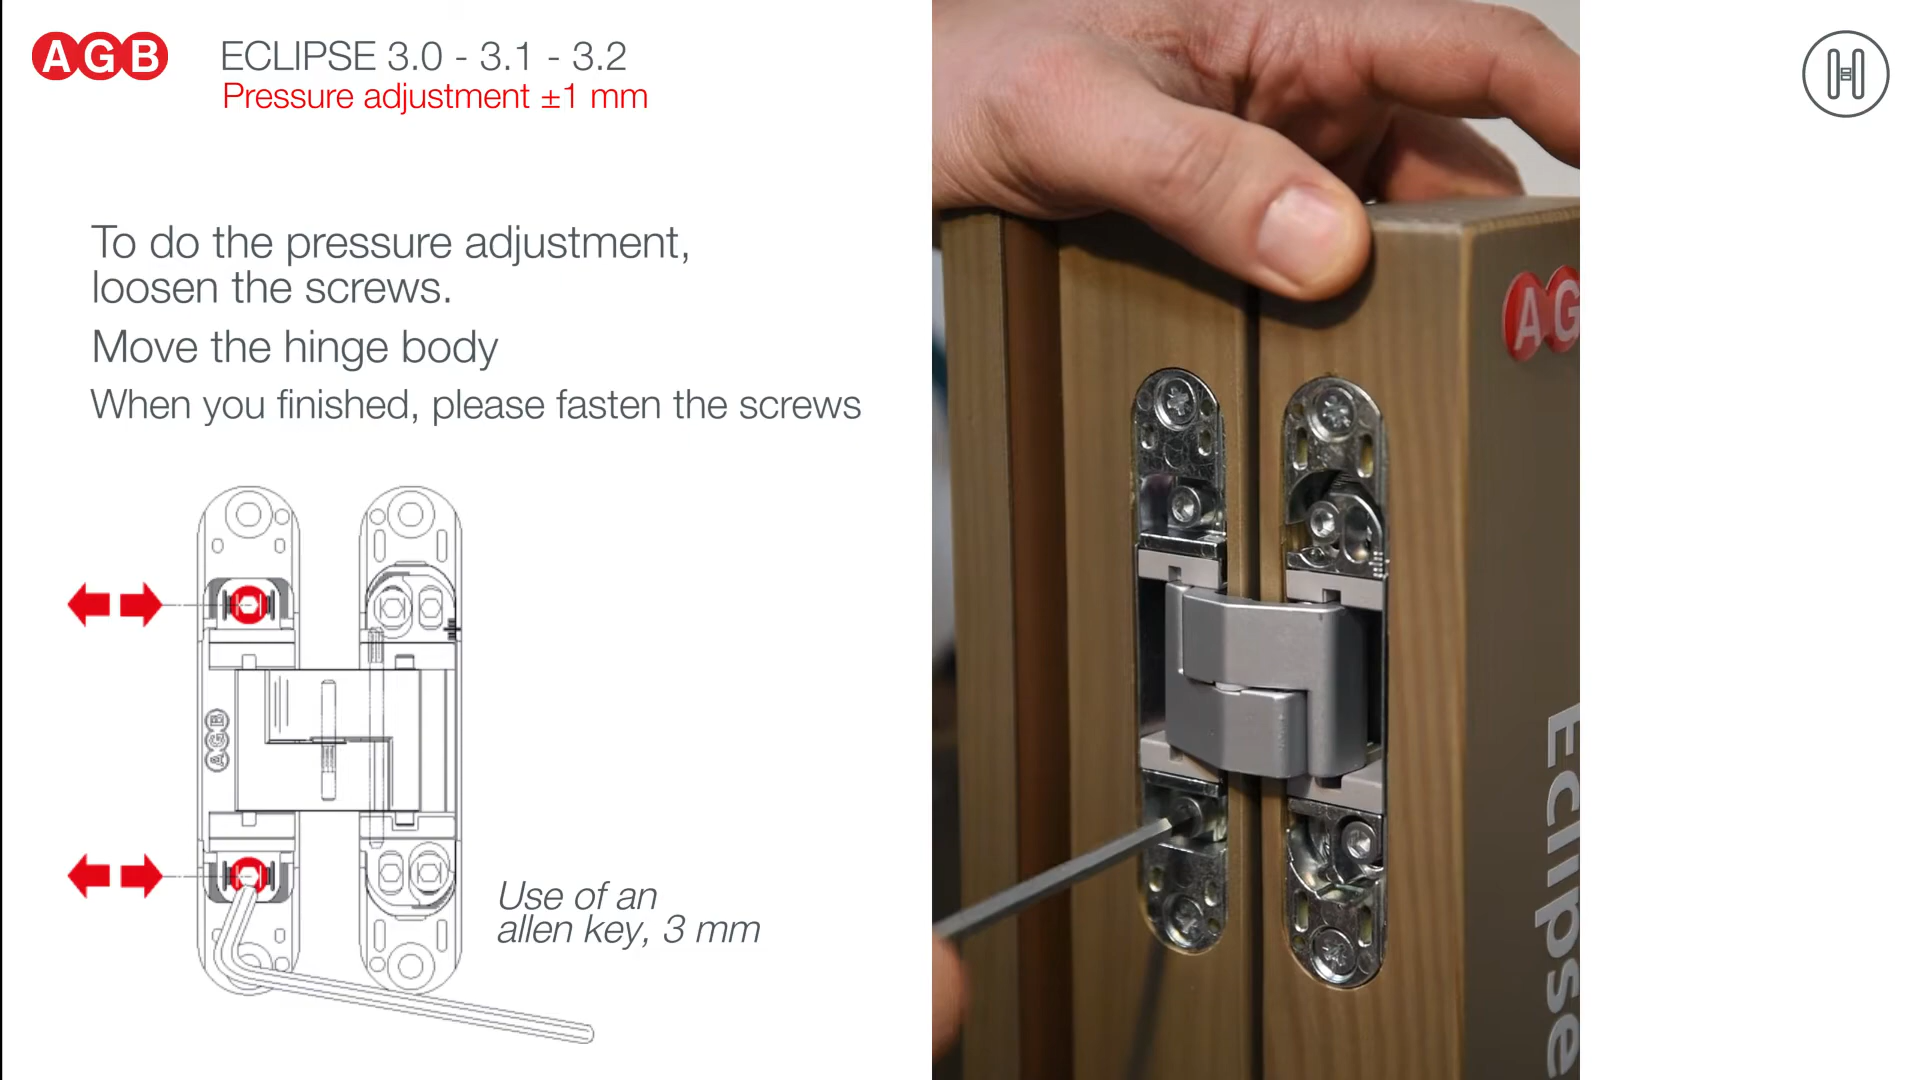 AGB
ECLIPSE 3.0 - 3.1 - 3.2
Pressure adjustment ±1 mm
To do the pressure adjustment,
loosen the screws.
Move the hinge body
When you finished, please fasten the screws
AGB
Use of an
allen key, 3 mm
AG
Eclipse